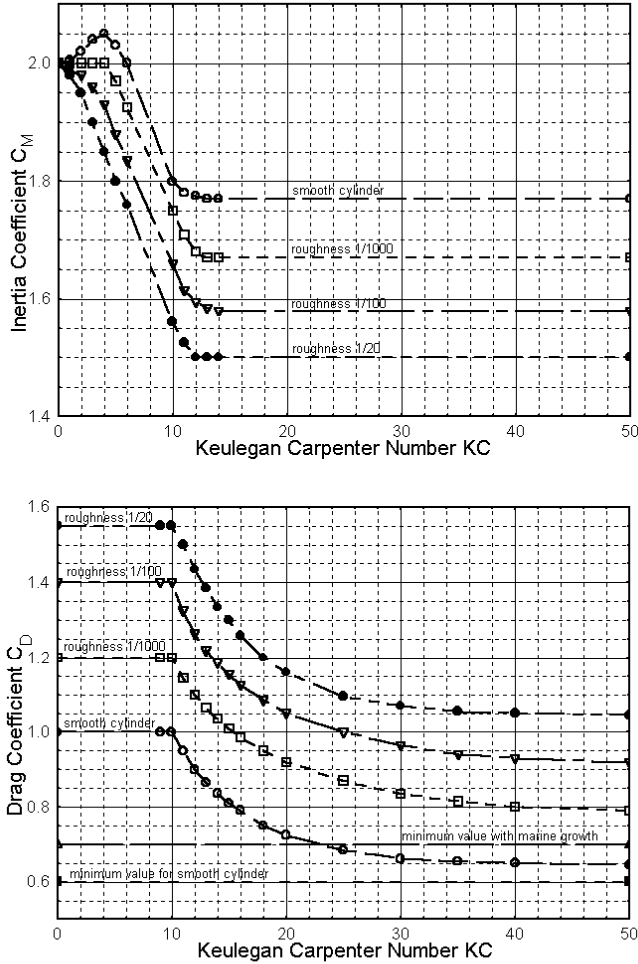 2.0
1.8
1.6
1.4
Inertia Coefficient CM
smooth cylinder
roughness 1/1000
roughness 1/100
roughness 1/20
0 10 20 30 40 50
Keulegan Carpenter Number KC
1.6
1.4
1.2
1.0
0.8
0.6
Drag Coefficient CD
roughness 1/20
roughness 1/100
roughness 1/1000
smooth cylinder
minimum value with marine growth
minimum value for smooth cylinder
0 10 20 30 40 50
Keulegan Carpenter Number KC